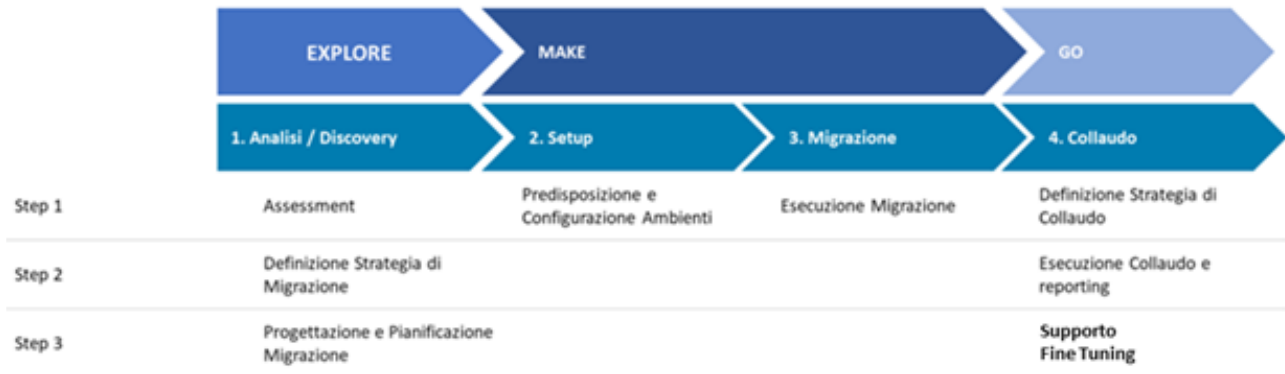 EXPLORE
MAKE
GO
1. Analisi / Discovery
2. Setup
3. Migrazione
4. Collaudo
Step 1
Assessment
Predisposizione e
Configurazione Ambienti
Esecuzione Migrazione
Definizione Strategia di
Collaudo
Step 2
Definizione Strategia di
Migrazione
Esecuzione Collaudo e
reporting
Step 3
Progettazione e Pianificazione
Migrazione
Supporto
Fine Tuning